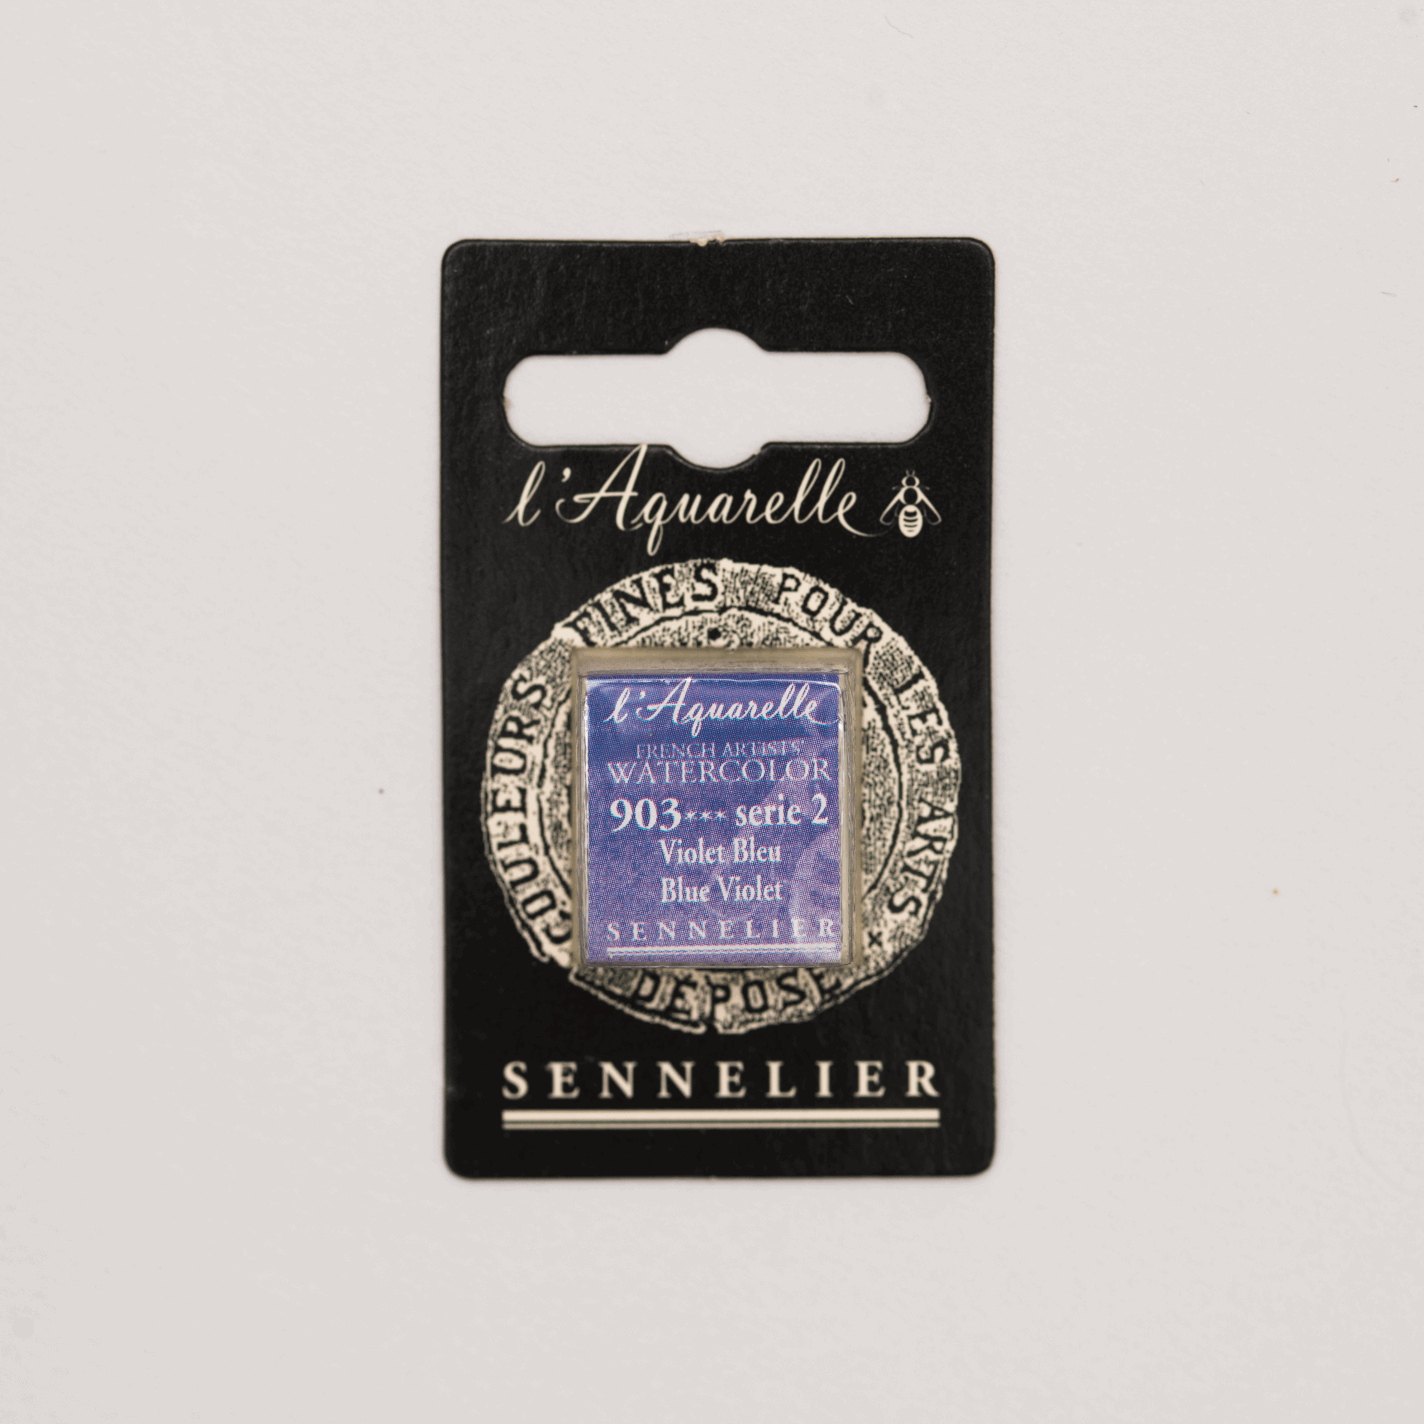 l'Aquarelle
COULEURS FINES POUR LES ARTS
l'Aquarelle
FRENCH ARTISTS'
WATERCOLOR
903*** serie 2
Violet Bleu
Blue Violet
SENNELIER
DÉPOSÉ
SENNELIER